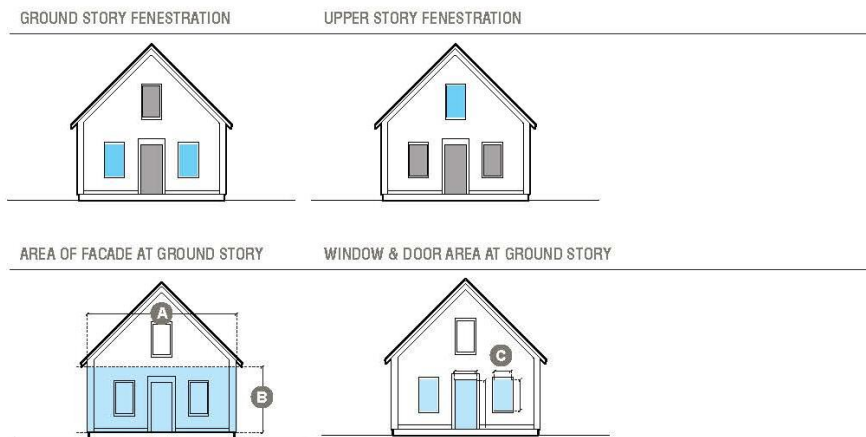 GROUND STORY FENESTRATION
UPPER STORY FENESTRATION
AREA OF FACADE AT GROUND STORY
WINDOW & DOOR AREA AT GROUND STORY
A
B
C